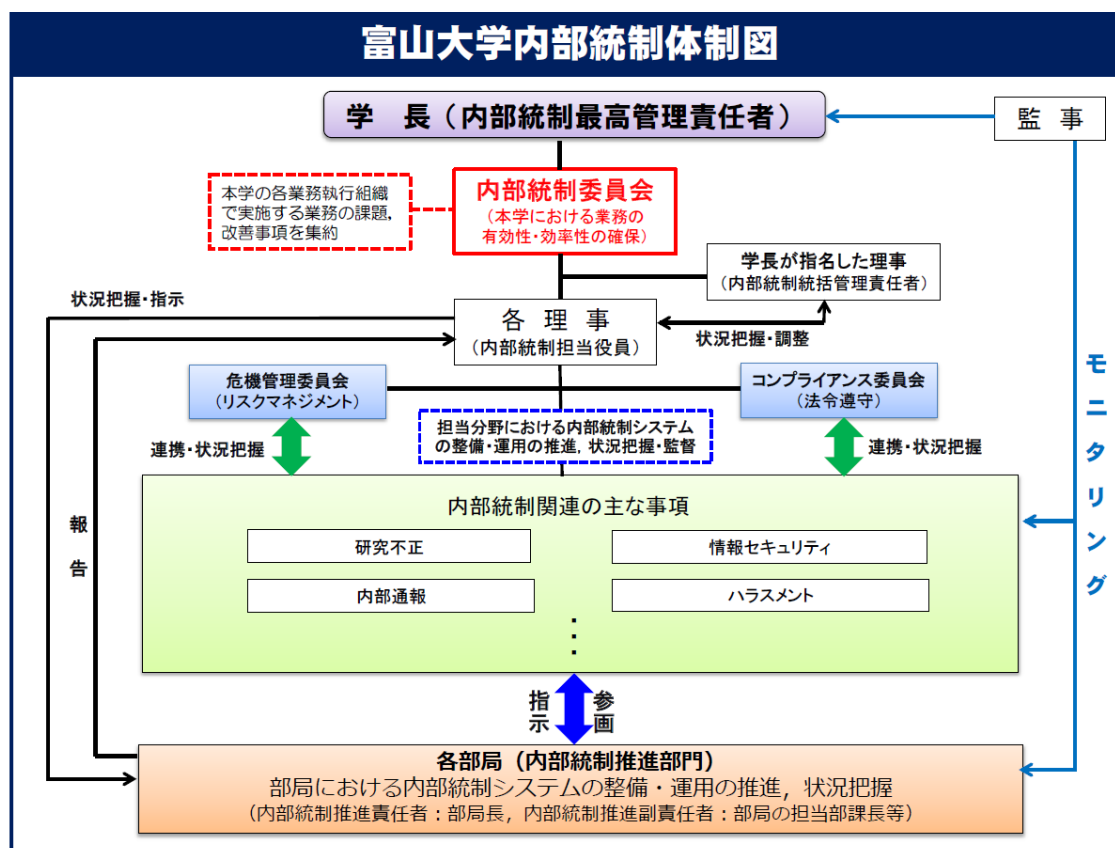 富山大学内部統制体制図
学　長（内部統制最高管理責任者）
監　事
本学の各業務執行組織
で実施する業務の課題，
改善事項を集約
内部統制委員会
（本学における業務の
有効性・効率性の確保）
学長が指名した理事
（内部統制統括管理責任者）
状況把握・指示
各　理　事
（内部統制担当役員）
状況把握・調整
危機管理委員会
（リスクマネジメント）
コンプライアンス委員会
（法令遵守）
担当分野における内部統制システム
の整備・運用の推進，状況把握・監督
連携・状況把握
連携・状況把握
モニタリング
内部統制関連の主な事項
研究不正
情報セキュリティ
内部通報
ハラスメント
報告
指示
参画
各部局（内部統制推進部門）
部局における内部統制システムの整備・運用の推進，状況把握
（内部統制推進責任者：部局長，内部統制推進副責任者：部局の担当部課長等）